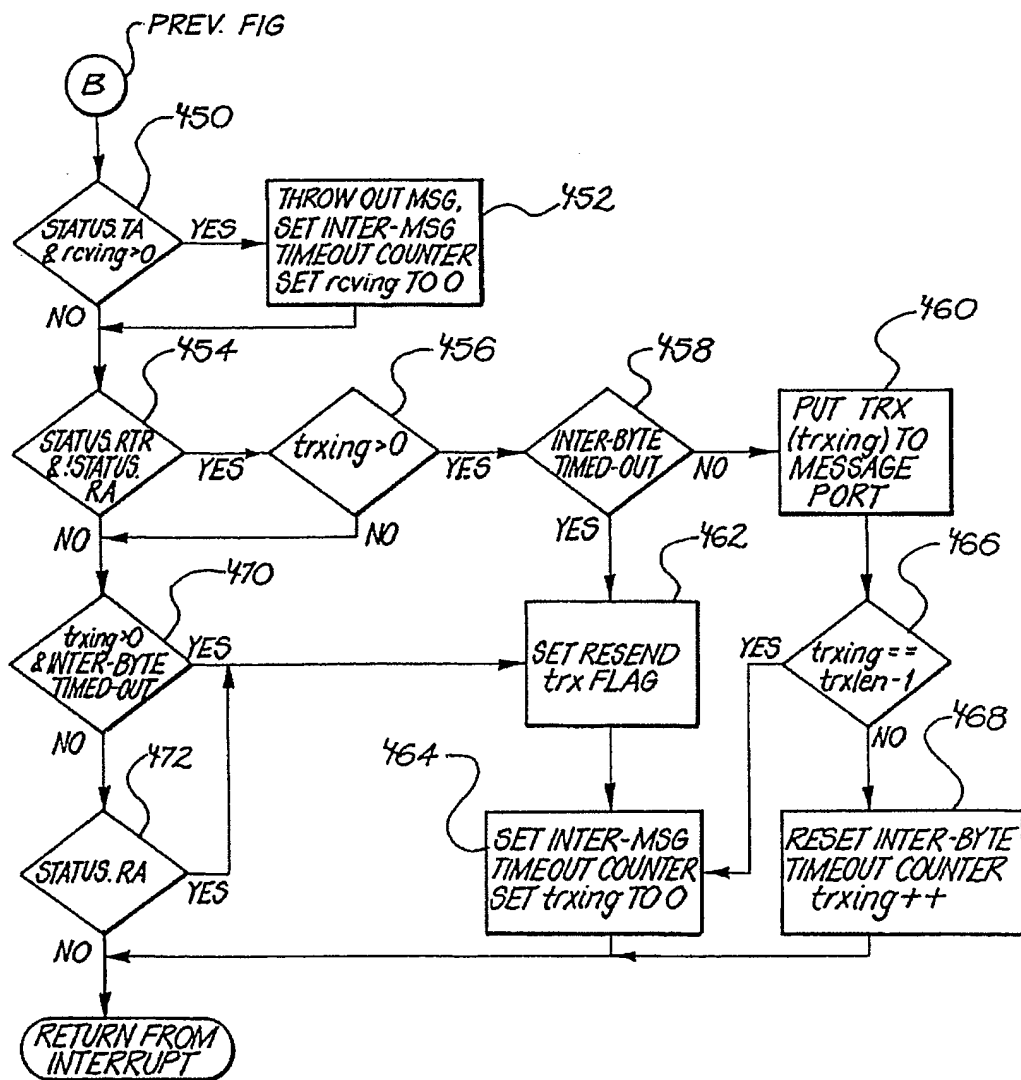 PREV. FIG
B
450
STATUS.TA
& rcving>0
YES
NO
THROW OUT MSG,
SET INTER-MSG
TIMEOUT COUNTER
SET rcving TO 0
452
454
STATUS.RTR
& !STATUS.
RA
YES
NO
456
trxing>0
YES
NO
458
INTER-BYTE
TIMED-OUT
NO
YES
460
PUT TRX
(trxing) TO
MESSAGE
PORT
462
SET RESEND
trx FLAG
466
trxing ==
trxlen-1
YES
NO
470
trxing>0
& INTER-BYTE
TIMED-OUT
YES
NO
464
SET INTER-MSG
TIMEOUT COUNTER
SET trxing TO 0
468
RESET INTER-BYTE
TIMEOUT COUNTER
trxing++
472
STATUS.RA
YES
NO
RETURN FROM
INTERRUPT